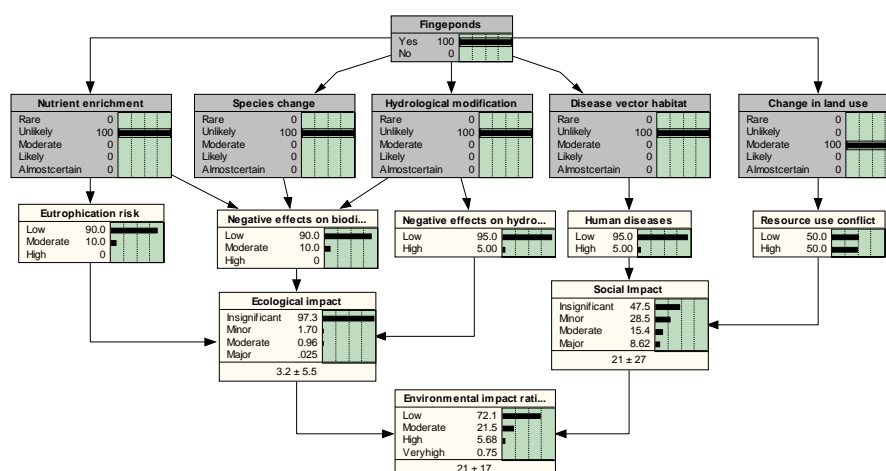 Fingeponds
Yes 100
No 0
Nutrient enrichment
Rare 0
Unlikely 100
Moderate 0
Likely 0
Almostcertain 0
Species change
Rare 0
Unlikely 100
Moderate 0
Likely 0
Almostcertain 0
Hydrological modification
Rare 0
Unlikely 100
Moderate 0
Likely 0
Almostcertain 0
Disease vector habitat
Rare 0
Unlikely 100
Moderate 0
Likely 0
Almostcertain 0
Change in land use
Rare 0
Unlikely 0
Moderate 100
Likely 0
Almostcertain 0
Eutrophication risk
Low 90.0
Moderate 10.0
High 0
Negative effects on biodi...
Low 90.0
Moderate 10.0
High 0
Negative effects on hydro...
Low 95.0
High 5.00
Human diseases
Low 95.0
High 5.00
Resource use conflict
Low 50.0
High 50.0
Ecological impact
Insignificant 97.3
Minor 1.70
Moderate 0.96
Major .025
3.2 ± 5.5
Social Impact
Insignificant 47.5
Minor 28.5
Moderate 15.4
Major 8.62
21 ± 27
Environmental impact rati...
Low 72.1
Moderate 21.5
High 5.68
Veryhigh 0.75
21 ± 17